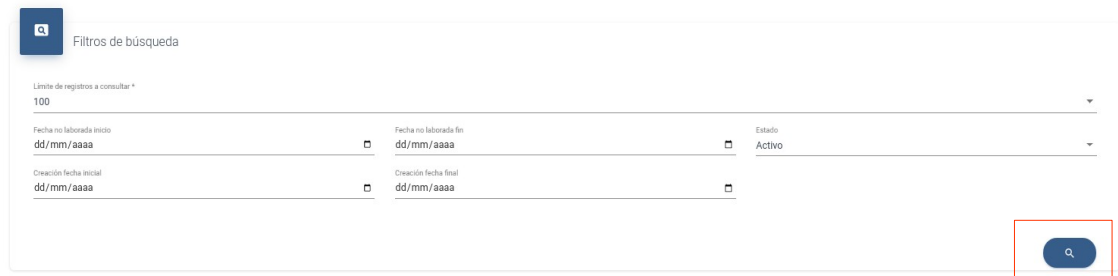 Filtros de búsqueda
Límite de registros a consultar *
100
Fecha no laborada inicio
Fecha no laborada fin
Estado
dd/mm/aaaa
dd/mm/aaaa
Activo
Creación fecha inicial
Creación fecha final
dd/mm/aaaa
dd/mm/aaaa